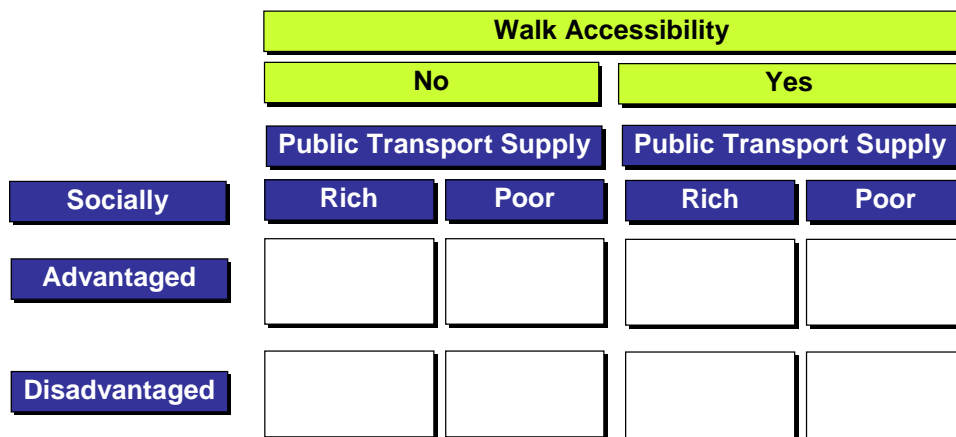 Walk Accessibility
No Yes
Public Transport Supply Public Transport Supply
Socially Rich Poor Rich Poor
Advantaged
Disadvantaged